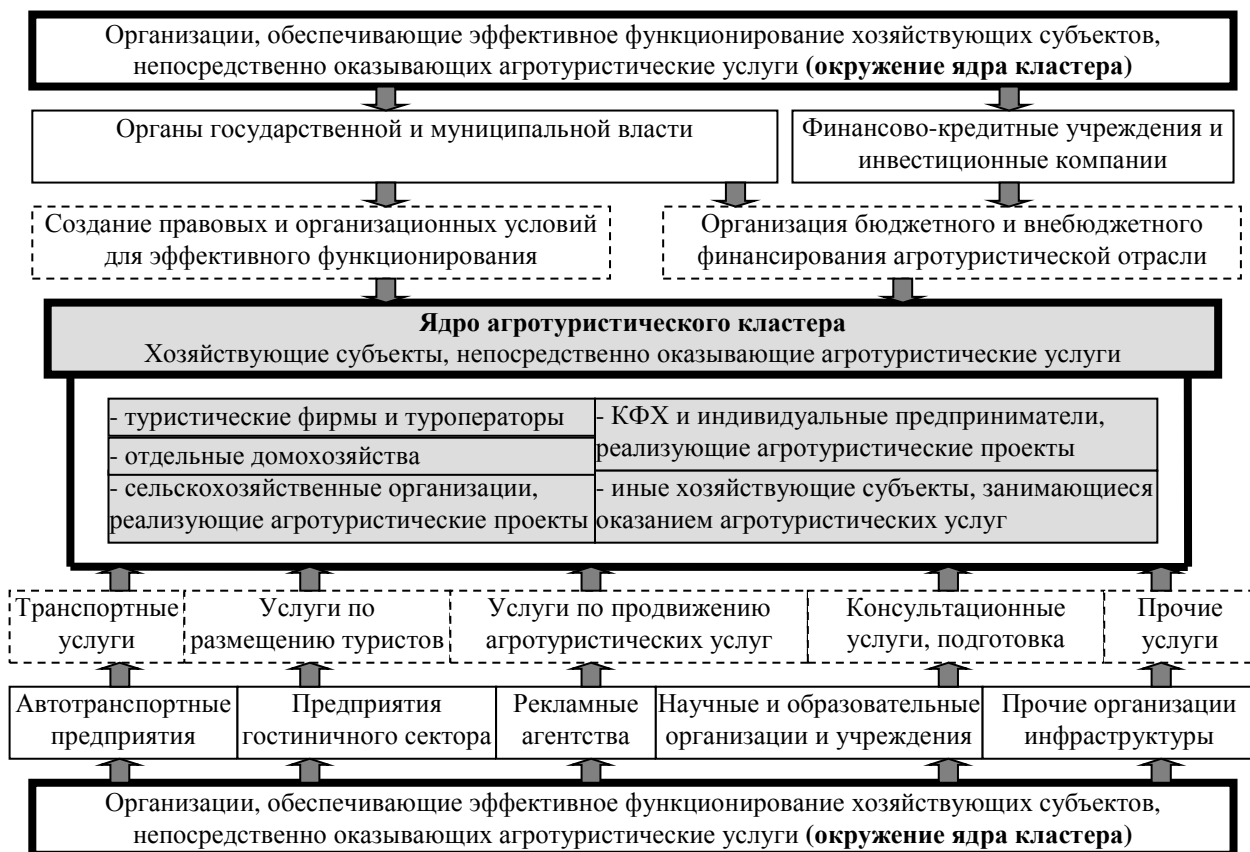 Организации, обеспечивающие эффективное функционирование хозяйствующих субъектов,
непосредственно оказывающих агротуристические услуги (окружение ядра кластера)
Органы государственной и муниципальной власти
Финансово-кредитные учреждения и
инвестиционные компании
Создание правовых и организационных условий
для эффективного функционирования
Организация бюджетного и внебюджетного
финансирования агротуристической отрасли
Ядро агротуристического кластера
Хозяйствующие субъекты, непосредственно оказывающие агротуристические услуги
- туристические фирмы и туроператоры
- отдельные домохозяйства
- сельскохозяйственные организации,
реализующие агротуристические проекты
- КФХ и индивидуальные предприниматели,
реализующие агротуристические проекты
- иные хозяйствующие субъекты, занимающиеся
оказанием агротуристических услуг
Транспортные
услуги
Услуги по
размещению туристов
Услуги по продвижению
агротуристических услуг
Консультационные
услуги, подготовка
Прочие
услуги
Автотранспортные
предприятия
Предприятия
гостиничного сектора
Рекламные
агентства
Научные и образовательные
организации и учреждения
Прочие организации
инфраструктуры
Организации, обеспечивающие эффективное функционирование хозяйствующих субъектов,
непосредственно оказывающих агротуристические услуги (окружение ядра кластера)